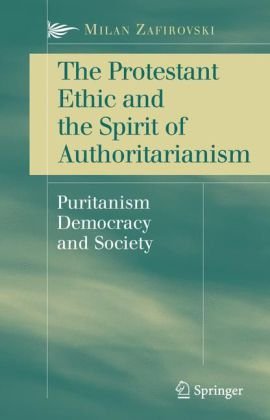 MILAN ZAFIROVSKI
The Protestant
Ethic and
the Spirit of
Authoritarianism
Puritanism
Democracy
and Society
Springer